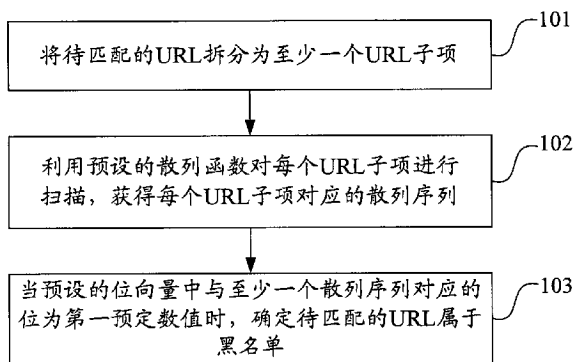 101
将待匹配的URL拆分为至少一个URL子项
102
利用预设的散列函数对每个URL子项进行
扫描，获得每个URL子项对应的散列序列
103
当预设的位向量中与至少一个散列序列对应的
位为第一预定数值时，确定待匹配的URL属于
黑名单